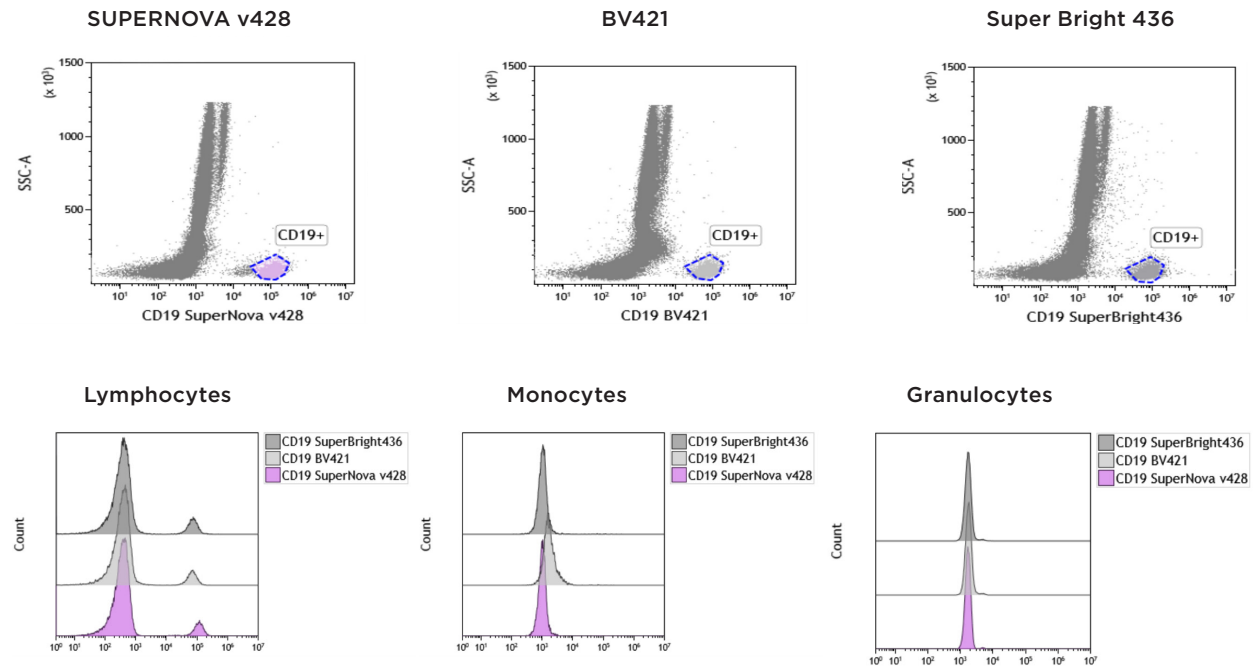 SUPERNOVA v428
BV421
Super Bright 436
1500
(x 10³)
1000
SSC-A
500
CD19+
10¹ 10² 10³ 10⁴ 10⁵ 10⁶ 10⁷
CD19 SuperNova v428
1500
(x 10³)
1000
SSC-A
500
CD19+
10¹ 10² 10³ 10⁴ 10⁵ 10⁶ 10⁷
CD19 BV421
1500
(x 10³)
1000
SSC-A
500
CD19+
10¹ 10² 10³ 10⁴ 10⁵ 10⁶ 10⁷
CD19 SuperBright436
Lymphocytes
Monocytes
Granulocytes
CD19 SuperBright436
CD19 BV421
CD19 SuperNova v428
Count
10⁰ 10¹ 10² 10³ 10⁴ 10⁵ 10⁶ 10⁷
CD19 SuperBright436
CD19 BV421
CD19 SuperNova v428
Count
10⁰ 10¹ 10² 10³ 10⁴ 10⁵ 10⁶ 10⁷
CD19 SuperBright436
CD19 BV421
CD19 SuperNova v428
Count
10⁰ 10¹ 10² 10³ 10⁴ 10⁵ 10⁶ 10⁷